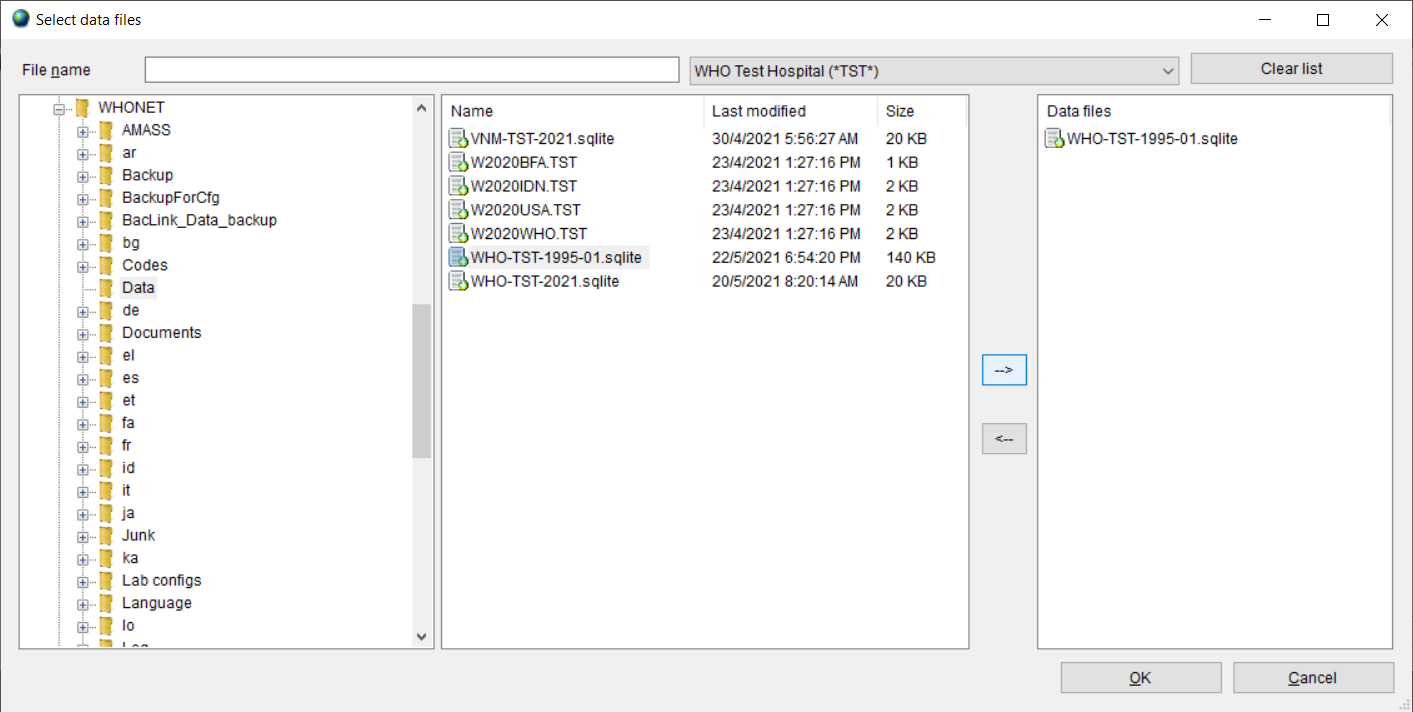 Select data files
File name
WHO Test Hospital (*TST*)
Clear list
WHONET
AMASS
ar
Backup
BackupForCfg
BacLink_Data_backup
bg
Codes
Data
de
Documents
el
es
et
fa
fr
id
it
ja
Junk
ka
Lab configs
Language
lo
Name Last modified Size
VNM-TST-2021.sqlite 30/4/2021 5:56:27 AM 20 KB
W2020BFA.TST 23/4/2021 1:27:16 PM 1 KB
W2020IDN.TST 23/4/2021 1:27:16 PM 2 KB
W2020USA.TST 23/4/2021 1:27:16 PM 2 KB
W2020WHO.TST 23/4/2021 1:27:16 PM 2 KB
WHO-TST-1995-01.sqlite 22/5/2021 6:54:20 PM 140 KB
WHO-TST-2021.sqlite 20/5/2021 8:20:14 AM 20 KB
-->
<--
Data files
WHO-TST-1995-01.sqlite
OK
Cancel